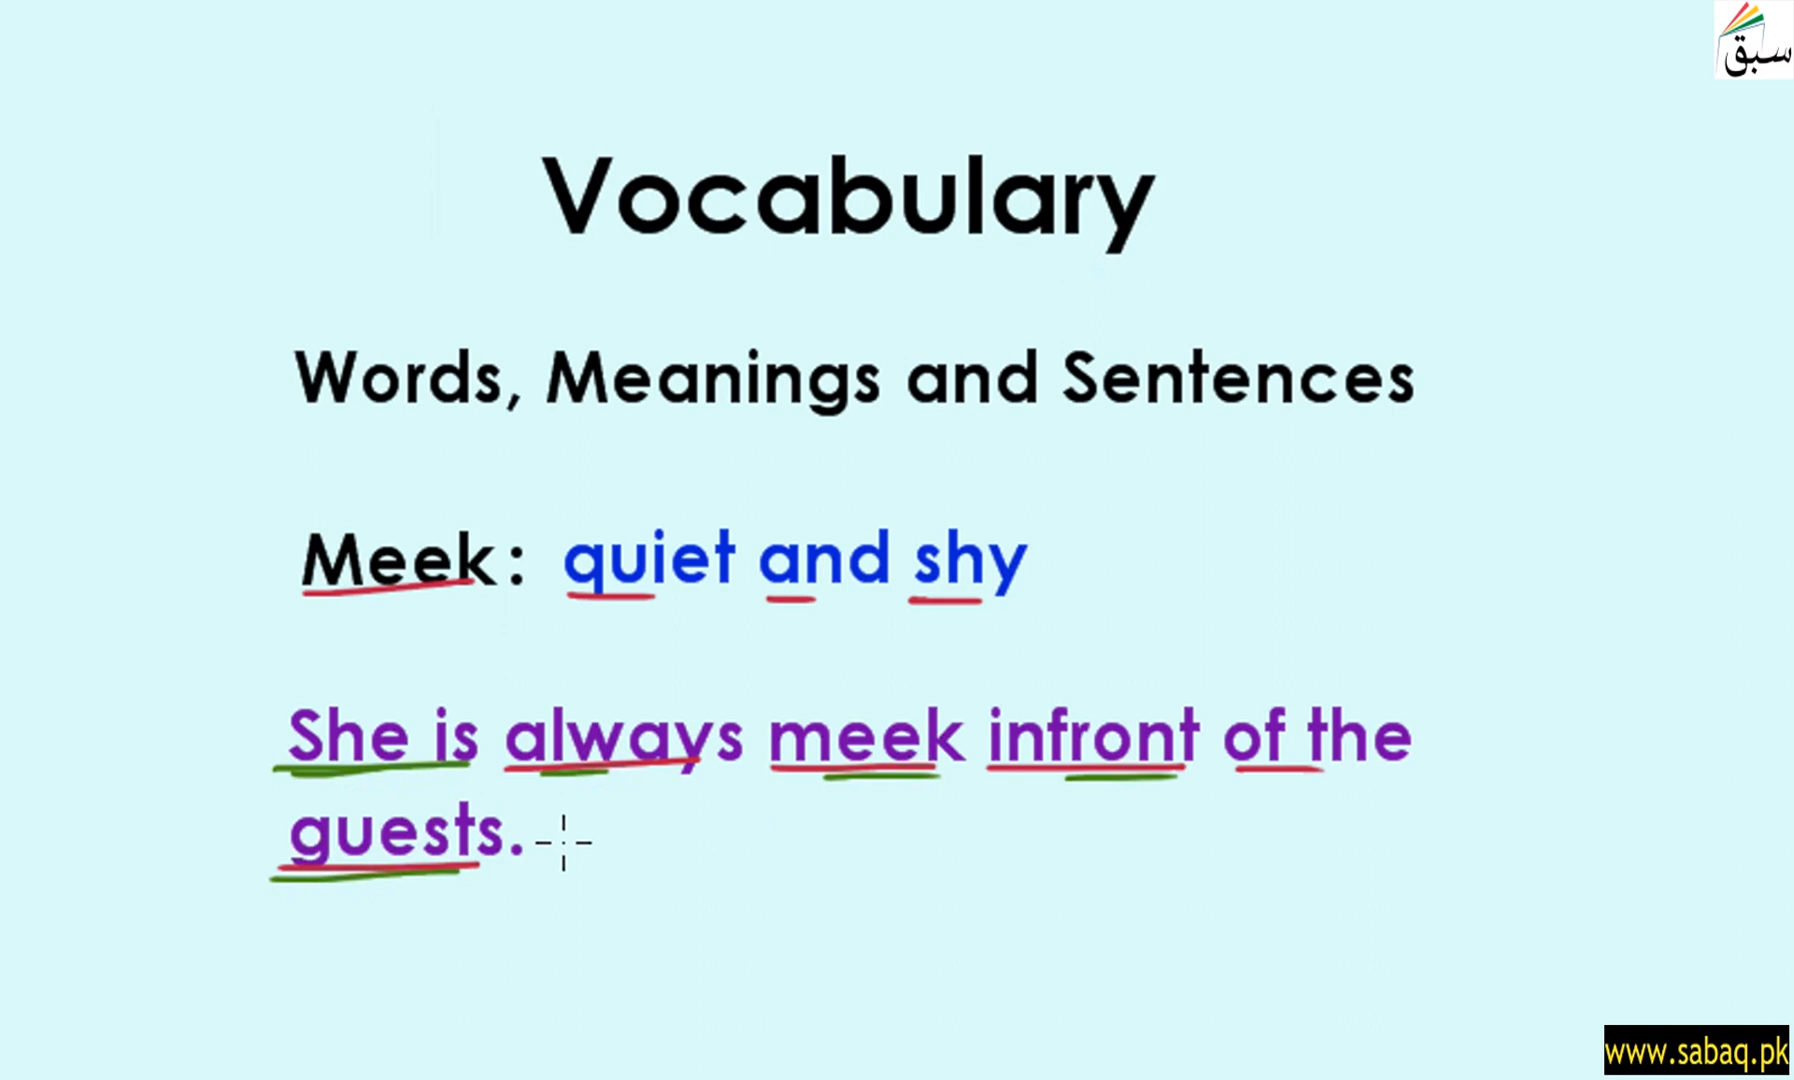 سبق
Vocabulary
Words, Meanings and Sentences
Meek: quiet and shy
She is always meek infront of the
guests.
www.sabaq.pk